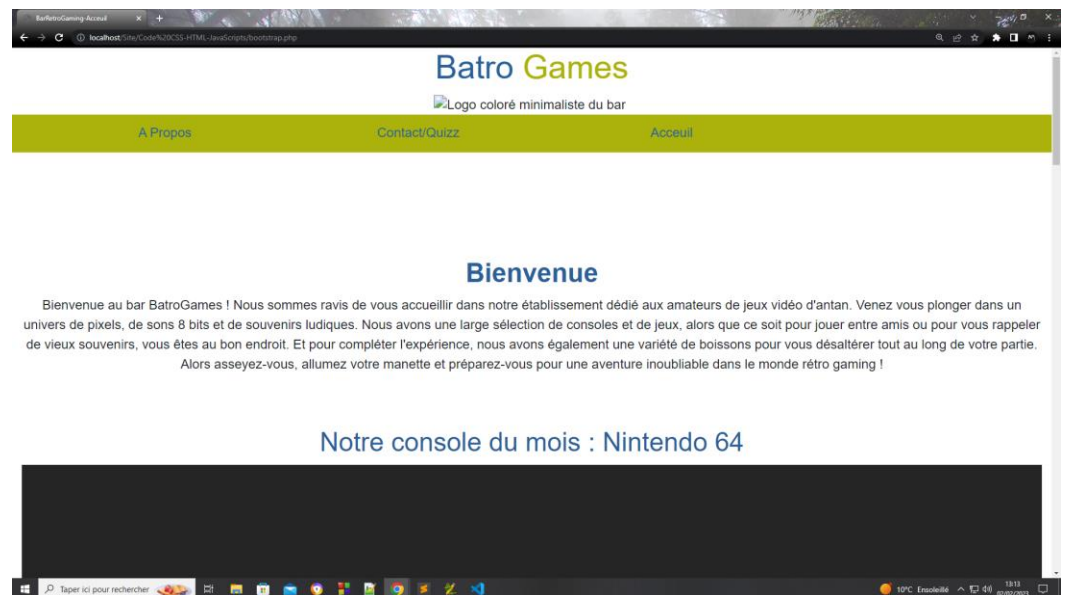 BarRetroGaming-Acceuil
localhost/Site/Code%20CSS-HTML-JavaScripts/bootstrap.php
Batro Games
Logo coloré minimaliste du bar
A Propos Contact/Quizz Acceuil
Bienvenue
Bienvenue au bar BatroGames ! Nous sommes ravis de vous accueillir dans notre établissement dédié aux amateurs de jeux vidéo d'antan. Venez vous plonger dans un
univers de pixels, de sons 8 bits et de souvenirs ludiques. Nous avons une large sélection de consoles et de jeux, alors que ce soit pour jouer entre amis ou pour vous rappeler
de vieux souvenirs, vous êtes au bon endroit. Et pour compléter l'expérience, nous avons également une variété de boissons pour vous désaltérer tout au long de votre partie.
Alors asseyez-vous, allumez votre manette et préparez-vous pour une aventure inoubliable dans le monde rétro gaming !
Notre console du mois : Nintendo 64
Taper ici pour rechercher
10°C Ensoleillé
13:13
02/02/2023